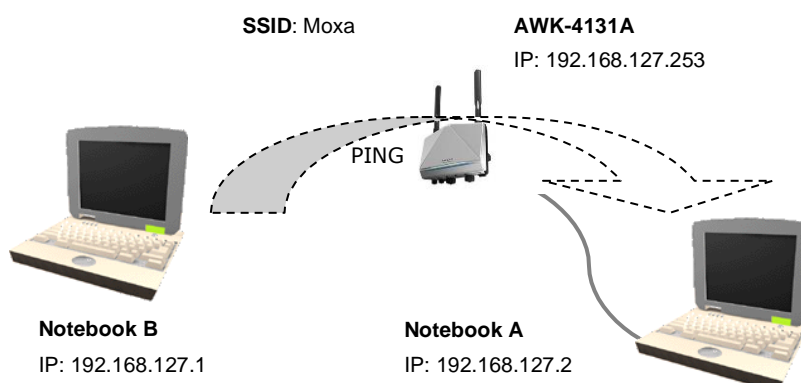 SSID: Moxa
AWK-4131A
IP: 192.168.127.253
PING
Notebook B
IP: 192.168.127.1
Notebook A
IP: 192.168.127.2